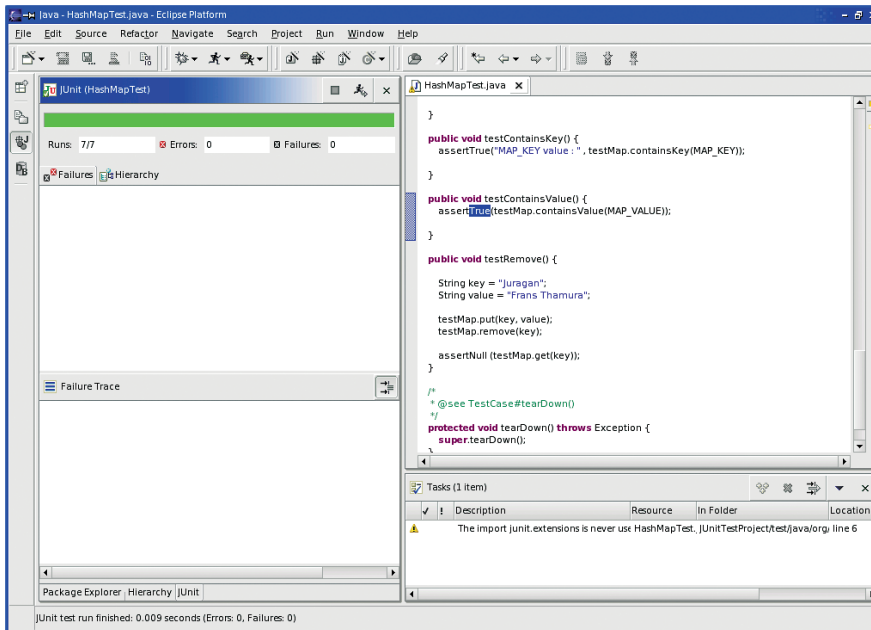 Java - HashMapTest.java - Eclipse Platform
File Edit Source Refactor Navigate Search Project Run Window Help
JUnit (HashMapTest)
Runs: 7/7 Errors: 0 Failures: 0
Failures Hierarchy
Failure Trace
Package Explorer Hierarchy JUnit
HashMapTest.java
}
public void testContainsKey() {
assertTrue("MAP_KEY value : " , testMap.containsKey(MAP_KEY));
}
public void testContainsValue() {
assertTrue(testMap.containsValue(MAP_VALUE));
}
public void testRemove() {
String key = "Juragan";
String value = "Frans Thamura";
testMap.put(key, value);
testMap.remove(key);
assertNull (testMap.get(key));
}
/*
* @see TestCase#tearDown()
*/
protected void tearDown() throws Exception {
super.tearDown();
}
Tasks (1 item)
✓ ! Description Resource In Folder Location
The import junit.extensions is never use HashMapTest. JUnitTestProject/test/java/org, line 6
JUnit test run finished: 0.009 seconds (Errors: 0, Failures: 0)